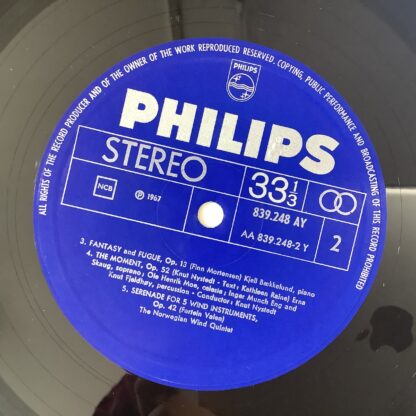 ALL RIGHTS OF THE RECORD PRODUCER AND OF THE OWNER OF THE WORK REPRODUCED RESERVED. COPYING, PUBLIC PERFORMANCE AND BROADCASTING OF THIS RECORD PROHIBITED
PHILIPS
PHILIPS
STEREO
33 1/3
NCB
℗ 1967
839.248 AY
AA 839.248-2 Y
2
3. FANTASY and FUGUE, Op. 13 (Finn Mortensen) Kjell Bækkelund, piano
4. THE MOMENT, Op. 52 (Knut Nystedt - Text: Kathleen Raine) Erna
Skaug, soprano; Ole Henrik Moe, celesta; Inger Munch Eng and
Knut Fjeldhøy, percussion - Conductor: Knut Nystedt
5. SERENADE FOR 5 WIND INSTRUMENTS,
Op. 42 (Fartein Valen)
The Norwegian Wind Quintet